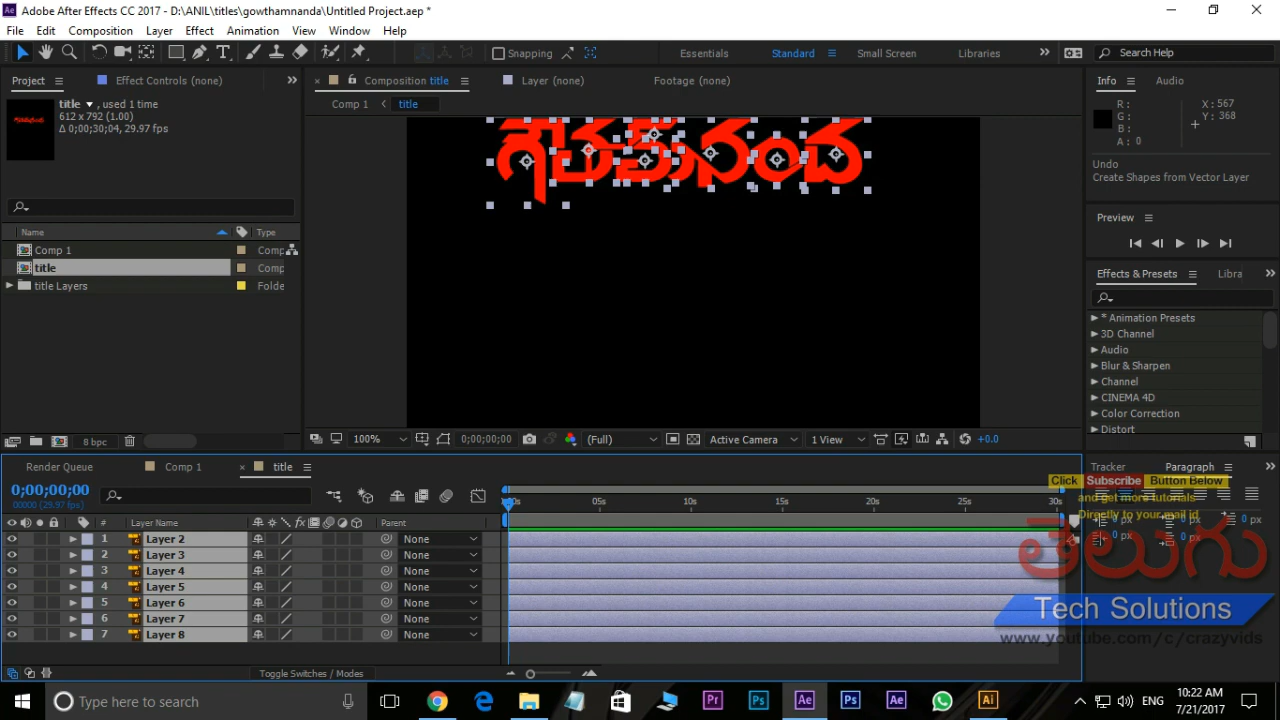 Adobe After Effects CC 2017 - D:\ANIL\titles\gowthamnanda\Untitled Project.aep *
File Edit Composition Layer Effect Animation View Window Help
Snapping Essentials Standard Small Screen Libraries Search Help
Project Effect Controls (none) Composition title Layer (none) Footage (none) Info Audio
title , used 1 time
612 x 792 (1.00)
Δ 0;00;30;04, 29.97 fps
Comp 1 title
R: X: 567
G: Y: 368
B:
A: 0
గౌతమ్నంద
Undo
Create Shapes from Vector Layer
Preview
Name Type
Comp 1 Comp
title Comp
title Layers Folde
Effects & Presets Libra
* Animation Presets
3D Channel
Audio
Blur & Sharpen
Channel
CINEMA 4D
Color Correction
Distort
8 bpc 100% 0;00;00;00 (Full) Active Camera 1 View +0.0
Render Queue Comp 1 title
Tracker Paragraph
Click Subscribe Button Below
and get more tutorials
Directly to your mail id
0;00;00;00
00000 (29.97 fps)
0s 05s 10s 15s 20s 25s 30s
0 px 0 px 0 px
0 px 0 px
# Layer Name Parent
1 Layer 2 None
2 Layer 3 None
3 Layer 4 None
4 Layer 5 None
5 Layer 6 None
6 Layer 7 None
7 Layer 8 None
తెలుగు
Tech Solutions
www.youtube.com/c/crazyvids
Toggle Switches / Modes
Type here to search
ENG
10:22 AM
7/21/2017